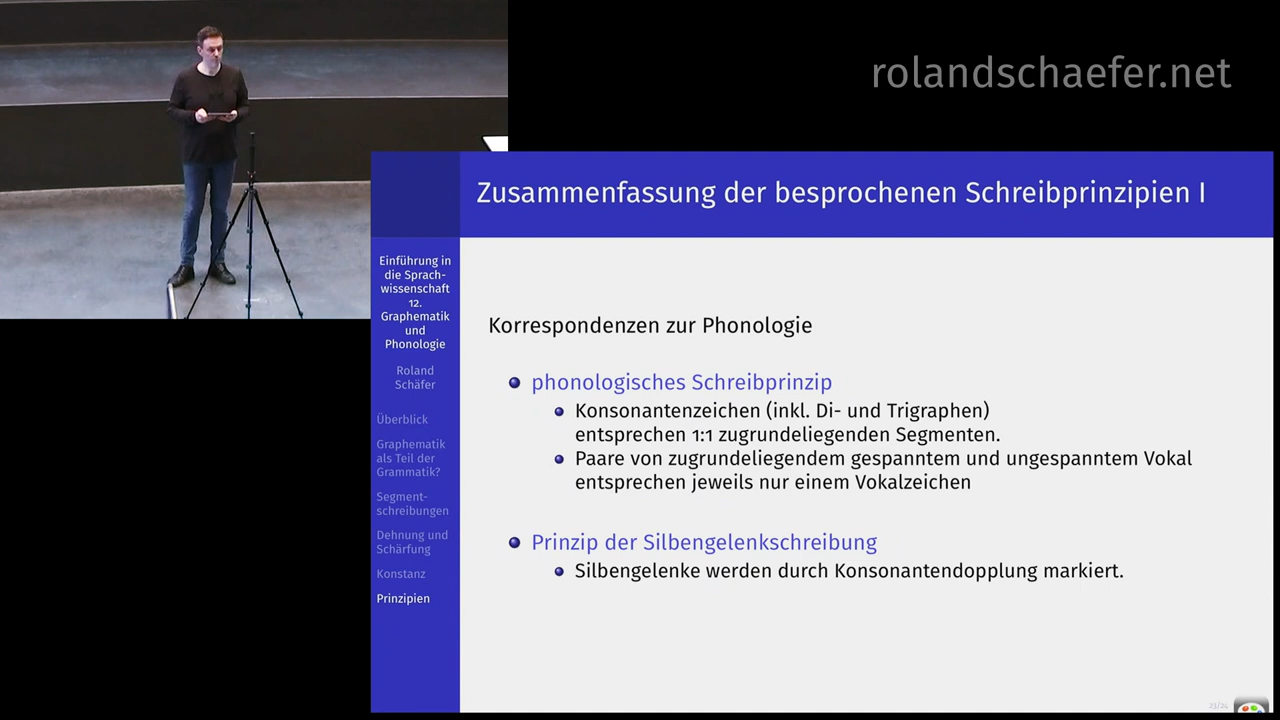 rolandschaefer.net
Zusammenfassung der besprochenen Schreibprinzipien I
Einführung in
die Sprach-
wissenschaft
12.
Graphematik
und
Phonologie
Roland
Schäfer
Überblick
Graphematik
als Teil der
Grammatik?
Segment-
schreibungen
Dehnung und
Schärfung
Konstanz
Prinzipien
Korrespondenzen zur Phonologie
phonologisches Schreibprinzip
Konsonantenzeichen (inkl. Di- und Trigraphen)
entsprechen 1:1 zugrundeliegenden Segmenten.
Paare von zugrundeliegendem gespanntem und ungespanntem Vokal
entsprechen jeweils nur einem Vokalzeichen
Prinzip der Silbengelenkschreibung
Silbengelenke werden durch Konsonantendopplung markiert.